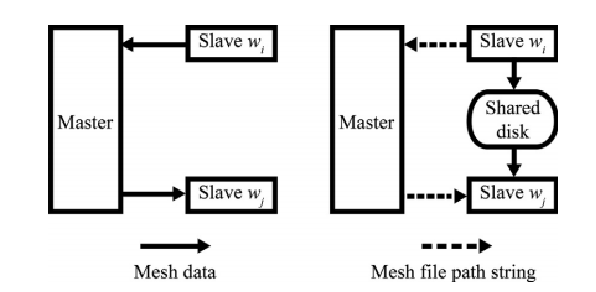 Master
Slave w_i
Slave w_j
Mesh data
Master
Slave w_i
Shared
disk
Slave w_j
Mesh file path string